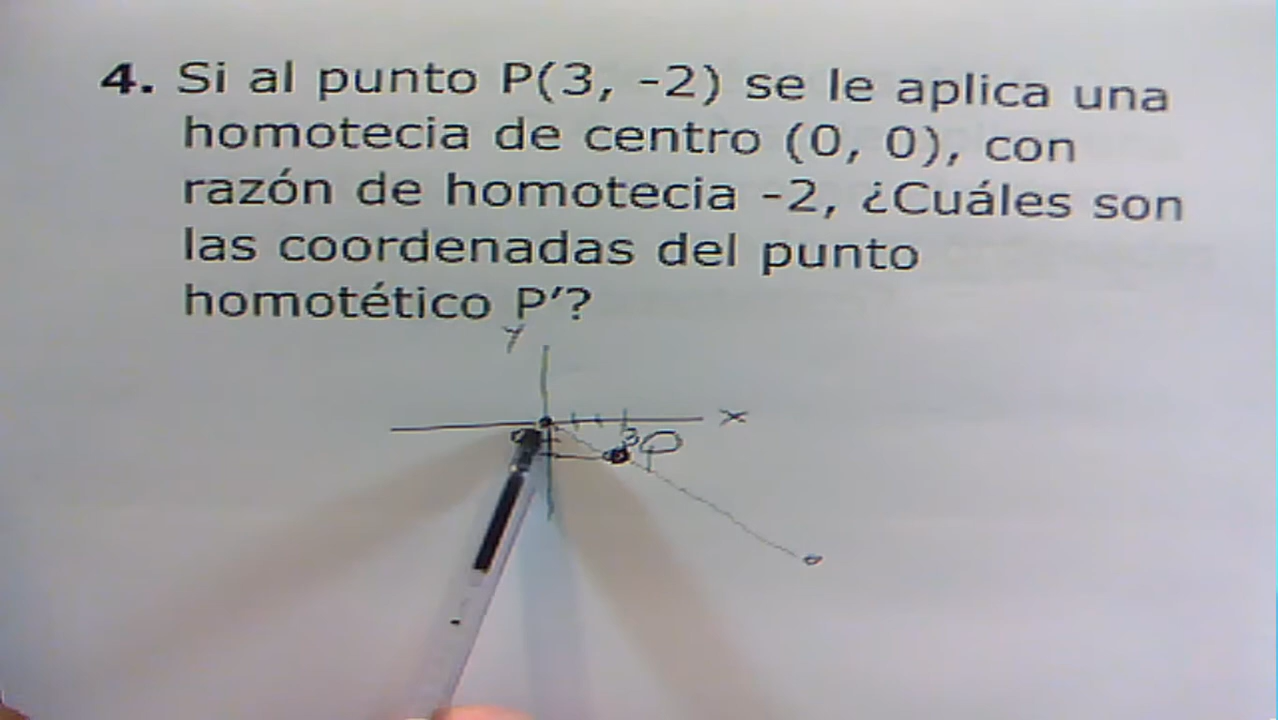 4. Si al punto P(3, -2) se le aplica una
homotecia de centro (0, 0), con
razón de homotecia -2, ¿Cuáles son
las coordenadas del punto
homotético P'?
Y
x
3 P